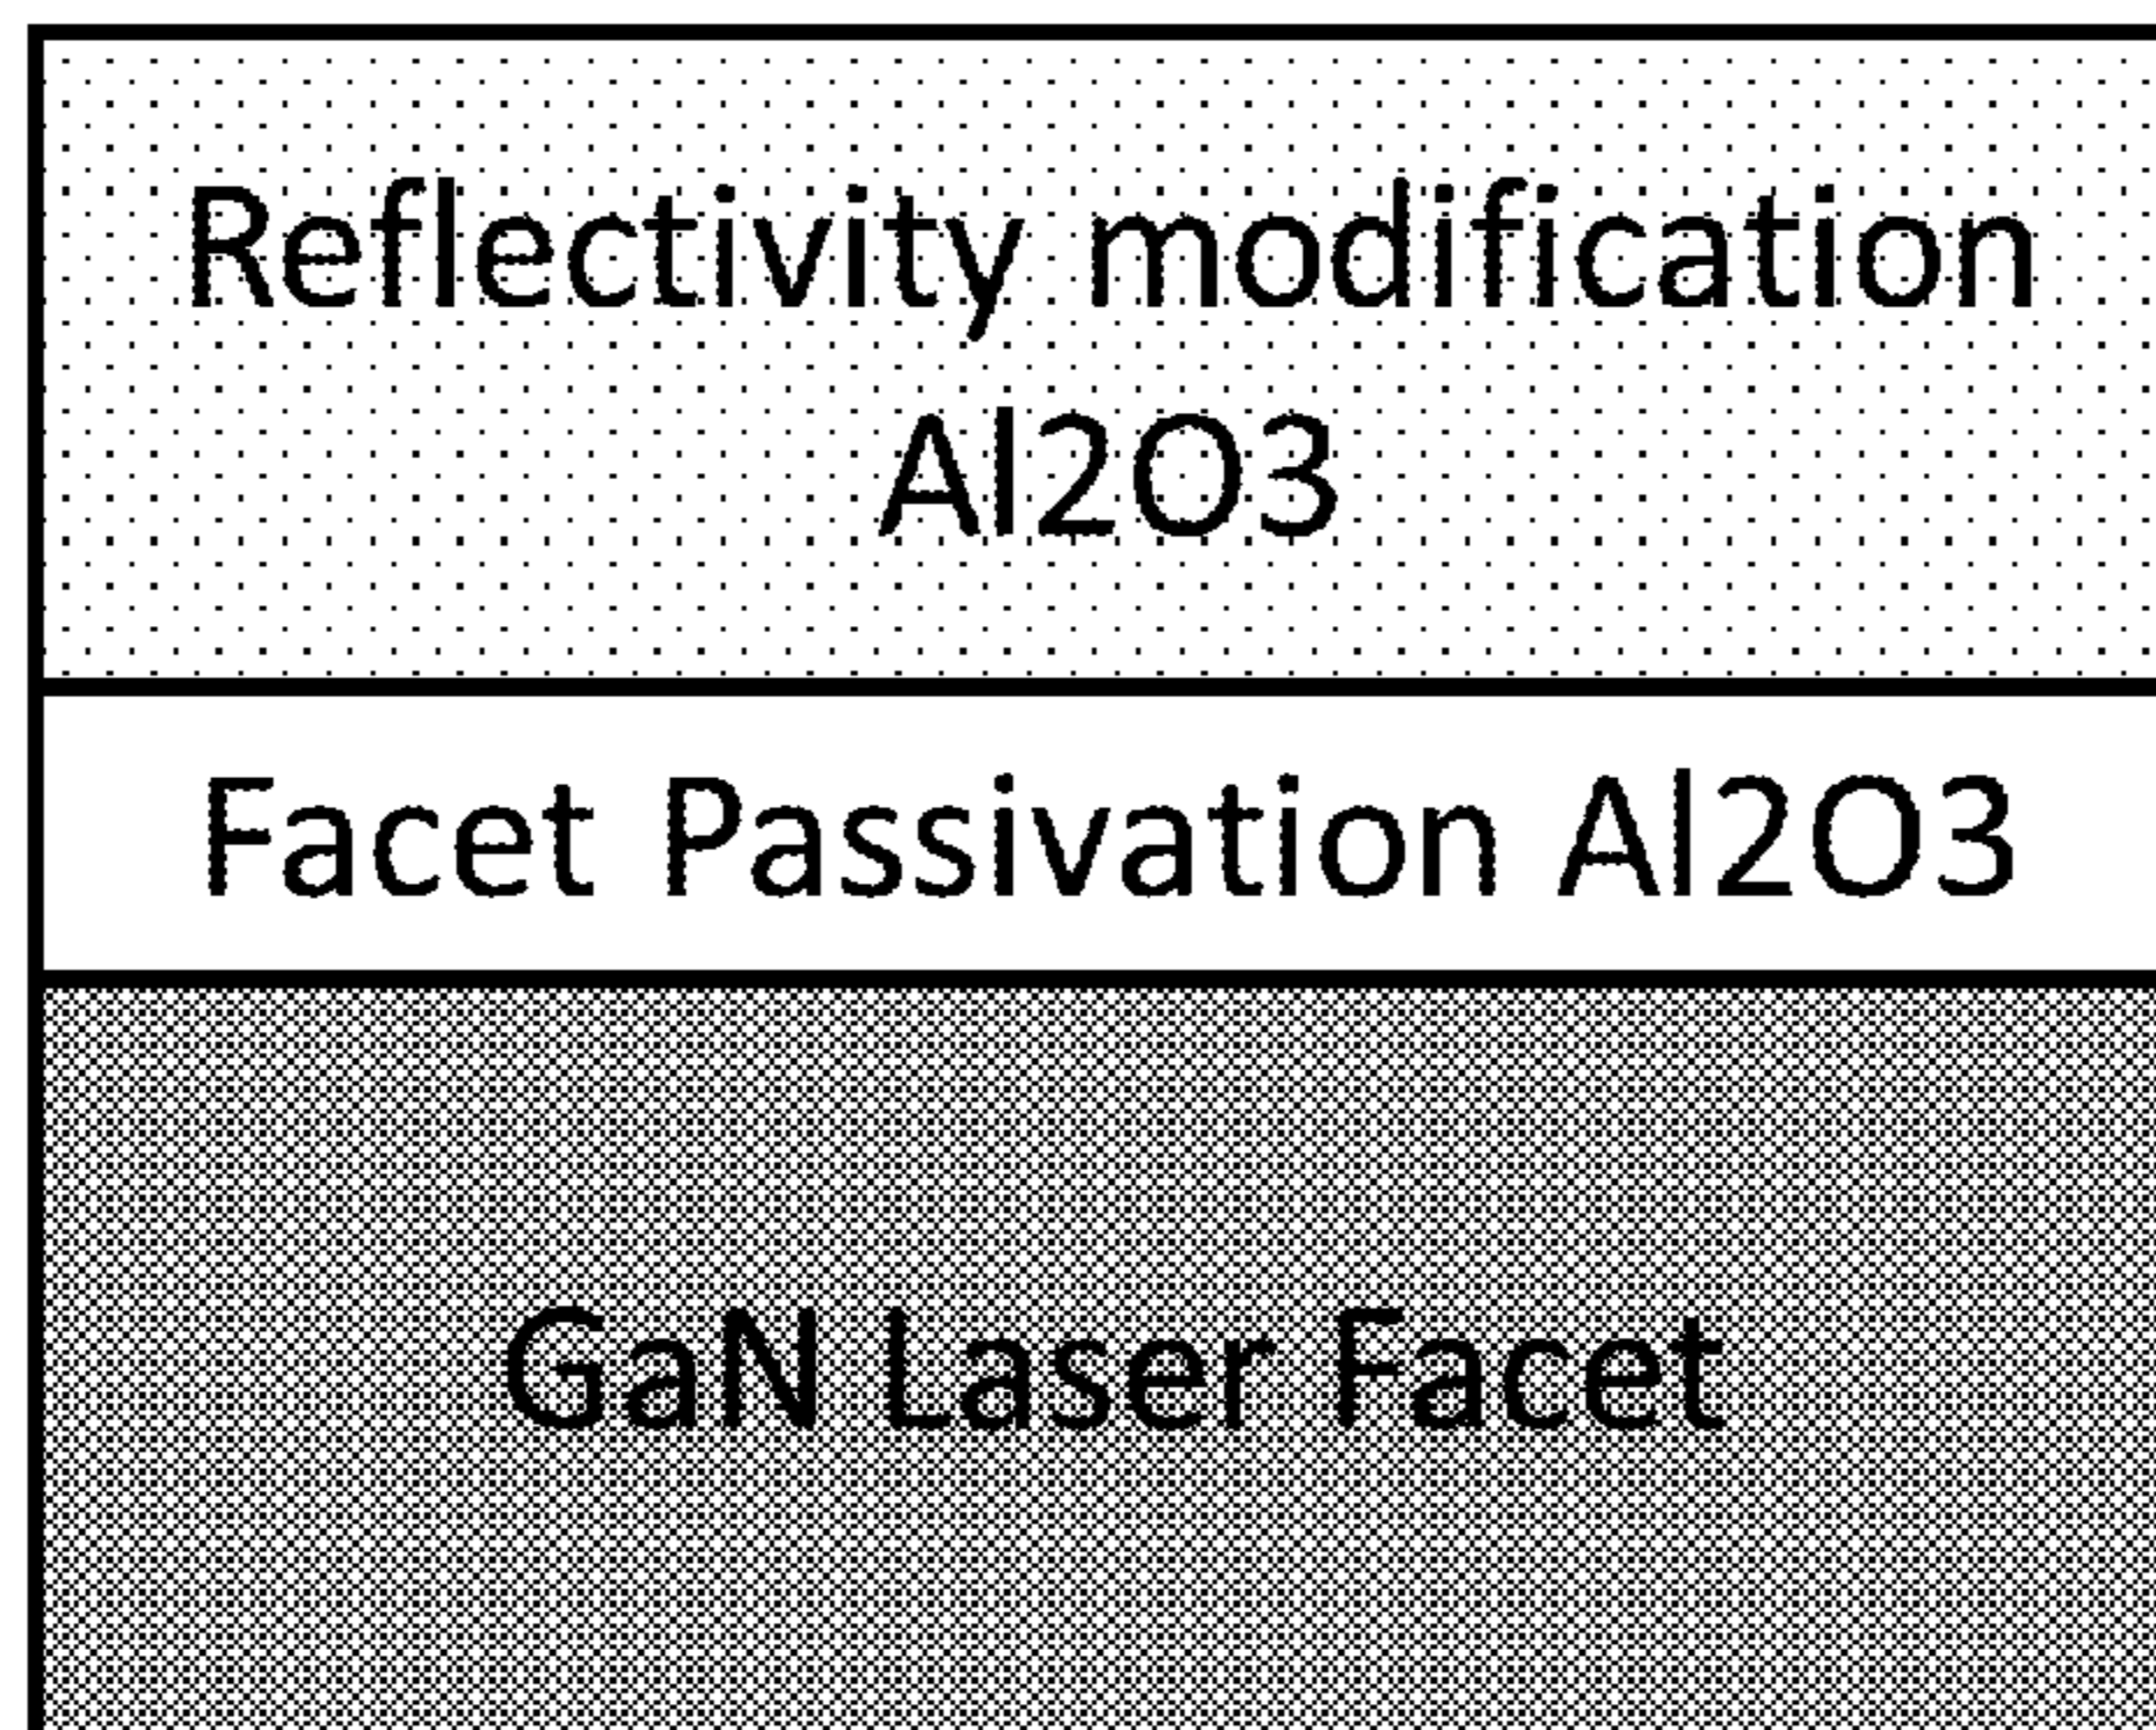 Reflectivity modification
Al2O3
Facet Passivation Al2O3
GaN Laser Facet